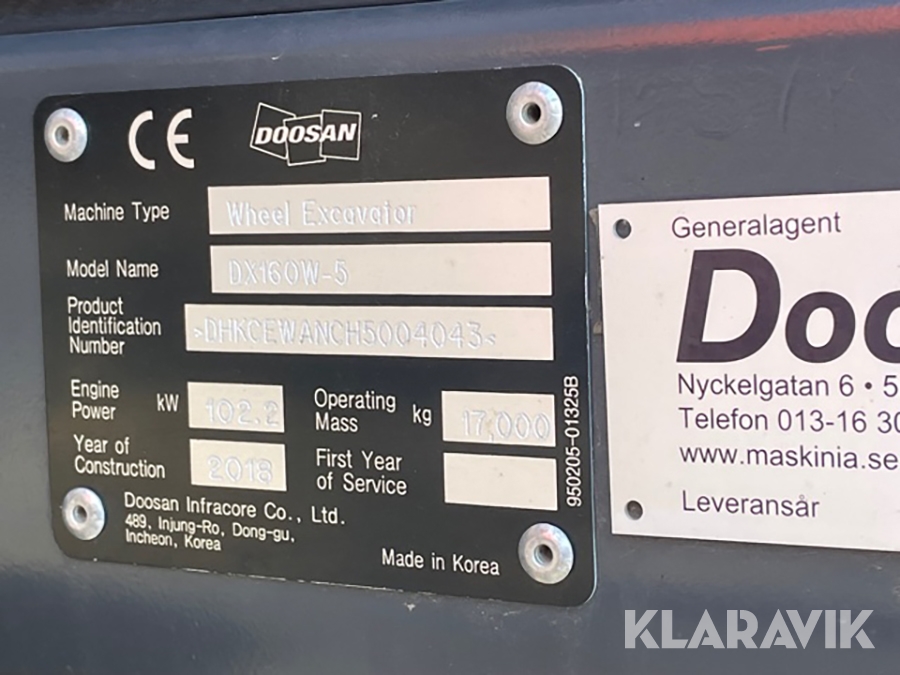 CE DOOSAN
Machine Type Wheel Excavator
Model Name DX160W-5
Product
Identification
Number >DHKCEWANCH5004043<
Engine
Power kW 102.2 Operating
Mass kg 17,000
Year of
Construction 2018 First Year
of Service
Doosan Infracore Co., Ltd.
489, Injung-Ro, Dong-gu,
Incheon, Korea
Made in Korea
950205-01325B
Generalagent
Doo
Nyckelgatan 6 • 5
Telefon 013-16 30
www.maskinia.se
Leveransår
KLARAVIK